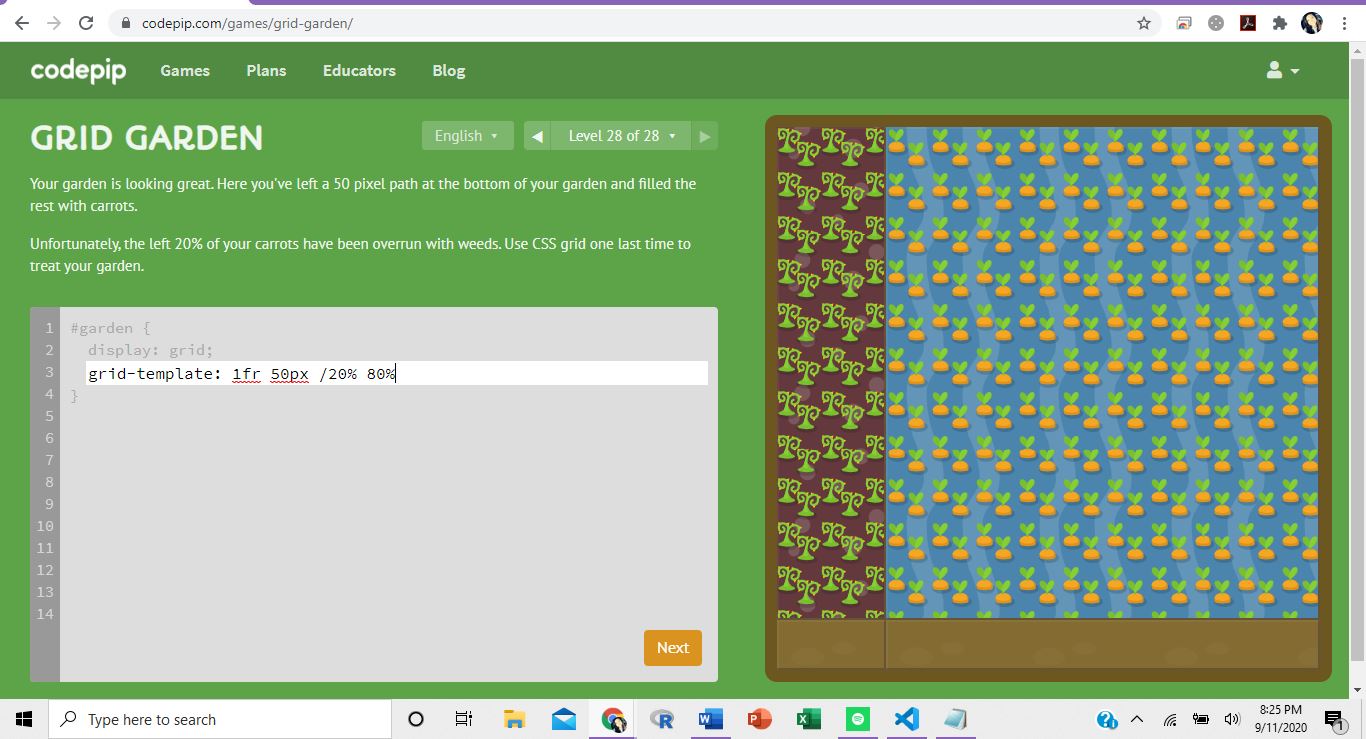 codepip.com/games/grid-garden/
codepip Games Plans Educators Blog
GRID GARDEN
English
Level 28 of 28
Your garden is looking great. Here you've left a 50 pixel path at the bottom of your garden and filled the
rest with carrots.
Unfortunately, the left 20% of your carrots have been overrun with weeds. Use CSS grid one last time to
treat your garden.
1 #garden {
2 display: grid;
3 grid-template: 1fr 50px /20% 80%
4 }
5
6
7
8
9
10
11
12
13
14
Next
Type here to search
8:25 PM
9/11/2020
1